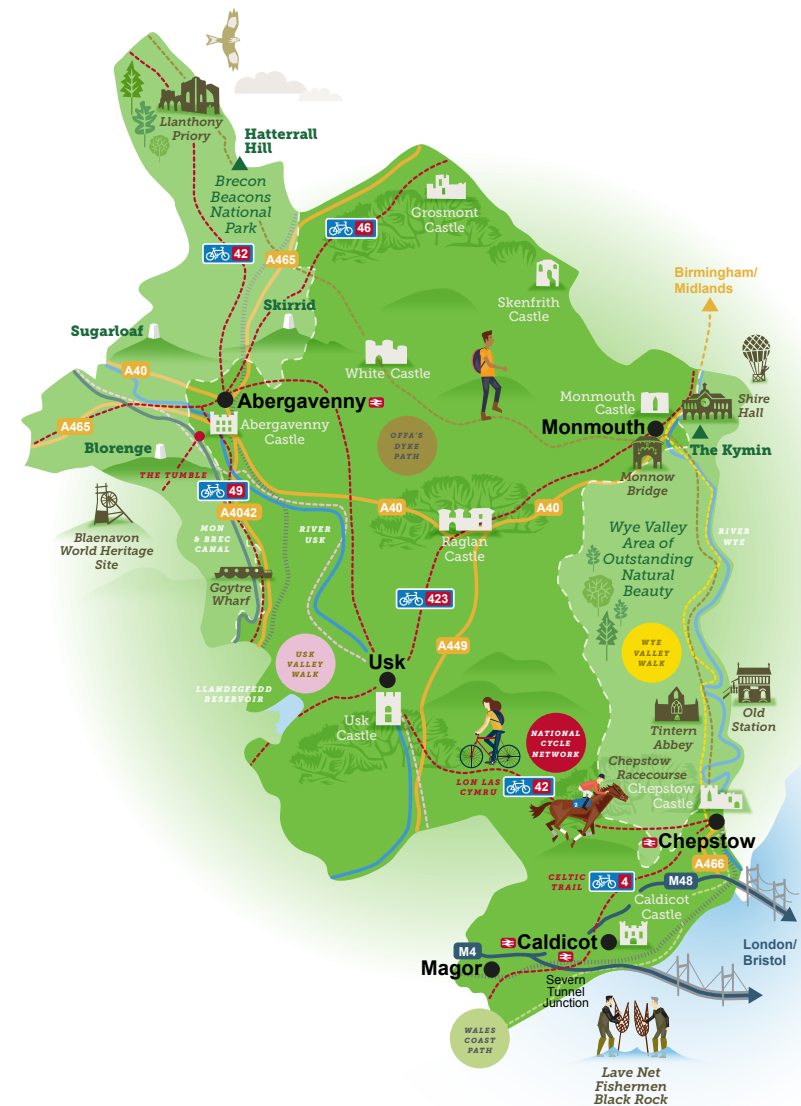 Llanthony
Priory
Hatterrall
Hill
Brecon
Beacons
National
Park
42
46
A465
Grosmont
Castle
Skenfrith
Castle
Birmingham/
Midlands
Skirrid
Sugarloaf
A40
White Castle
Abergavenny
Abergavenny
Castle
A465
Blorenge
THE TUMBLE
OFFA'S
DYKE
PATH
Monmouth
Castle
Monmouth
Shire
Hall
The Kymin
Monnow
Bridge
49
A4042
Blaenavon
World Heritage
Site
MON
& BREC
CANAL
RIVER
USK
Goytre
Wharf
A40
A40
Raglan
Castle
Wye Valley
Area of
Outstanding
Natural
Beauty
RIVER
WYE
423
A449
USK
VALLEY
WALK
Usk
LLANDEGFEDD
RESERVOIR
Usk
Castle
WYE
VALLEY
WALK
Old
Station
Tintern
Abbey
NATIONAL
CYCLE
NETWORK
LON LAS
CYMRU
42
2
Chepstow
Racecourse
Chepstow
Castle
Chepstow
A466
M48
CELTIC
TRAIL
4
Caldicot
Castle
Caldicot
M4
Magor
Severn
Tunnel
Junction
London/
Bristol
WALES
COAST
PATH
Lave Net
Fishermen
Black Rock